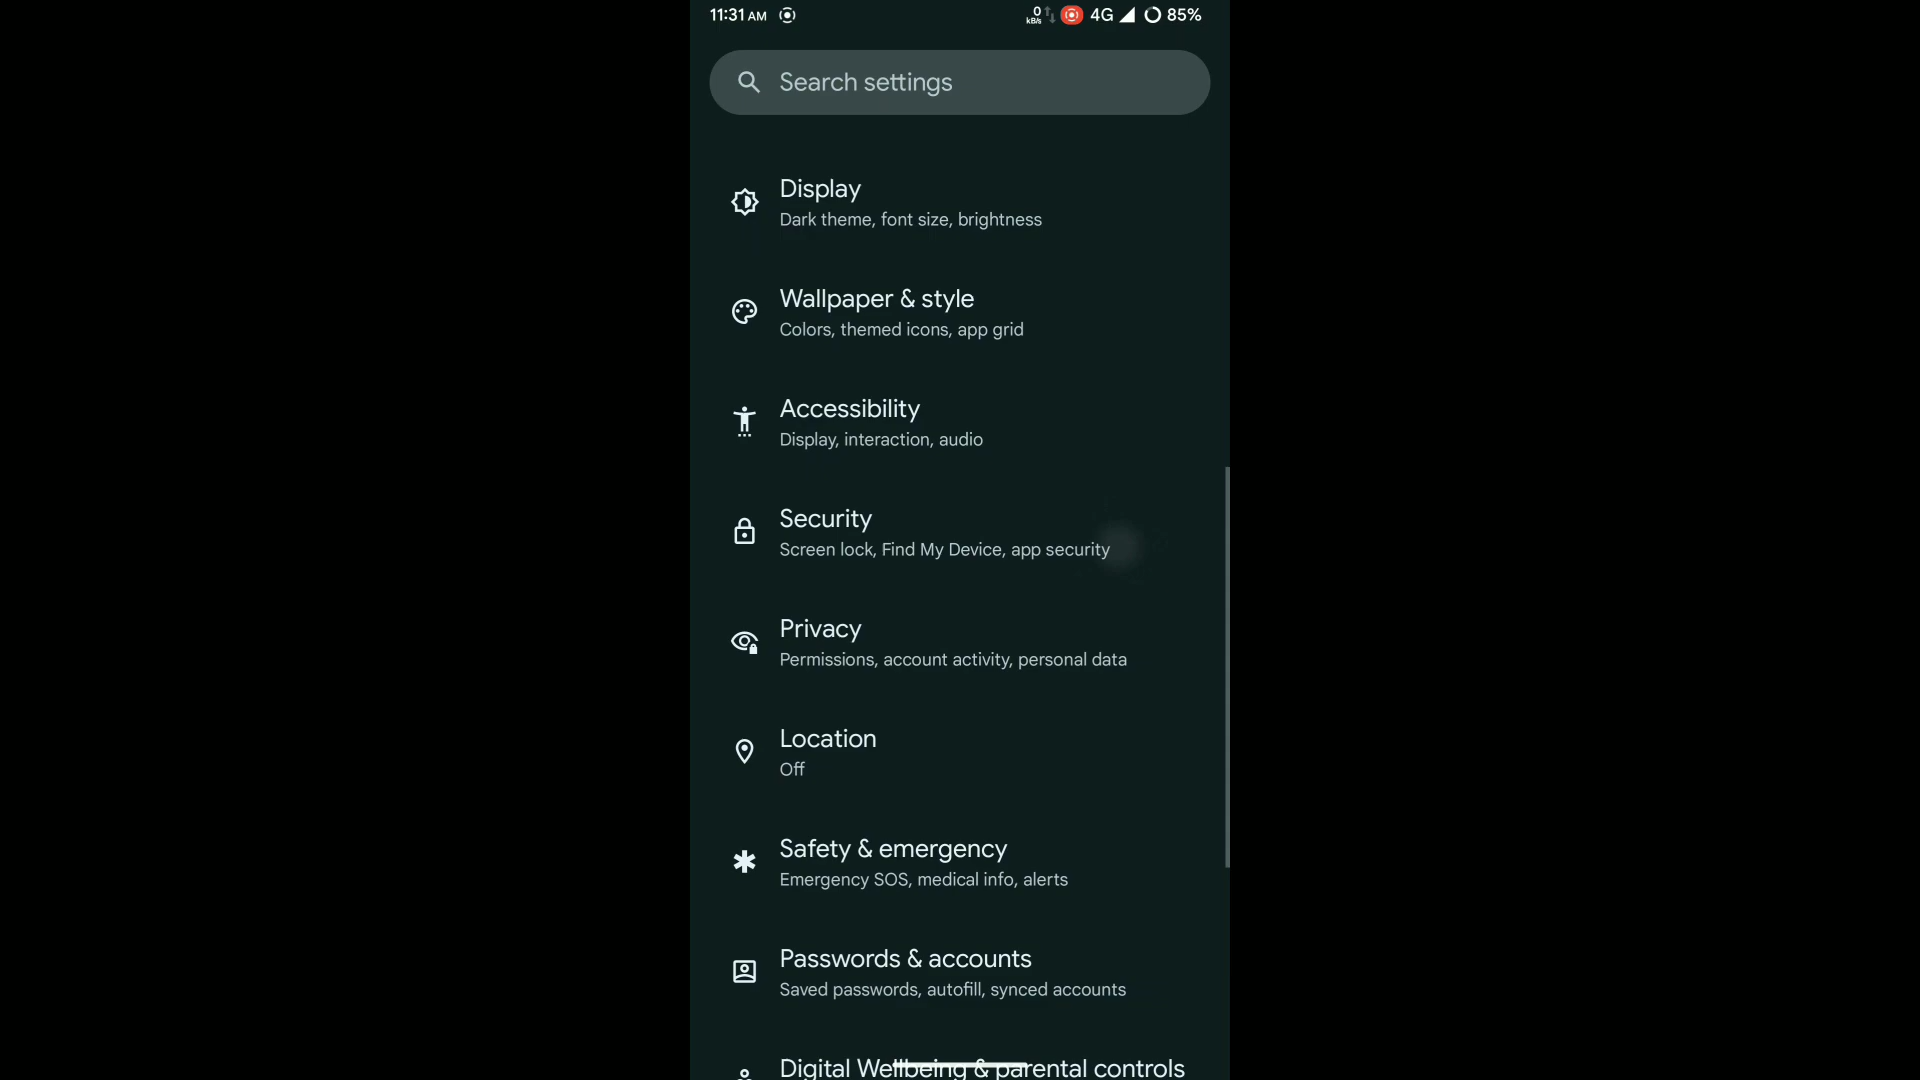 11:31 AM
0 kB/s 4G 85%
Search settings
Display
Dark theme, font size, brightness
Wallpaper & style
Colors, themed icons, app grid
Accessibility
Display, interaction, audio
Security
Screen lock, Find My Device, app security
Privacy
Permissions, account activity, personal data
Location
Off
Safety & emergency
Emergency SOS, medical info, alerts
Passwords & accounts
Saved passwords, autofill, synced accounts
Digital Wellbeing & parental controls